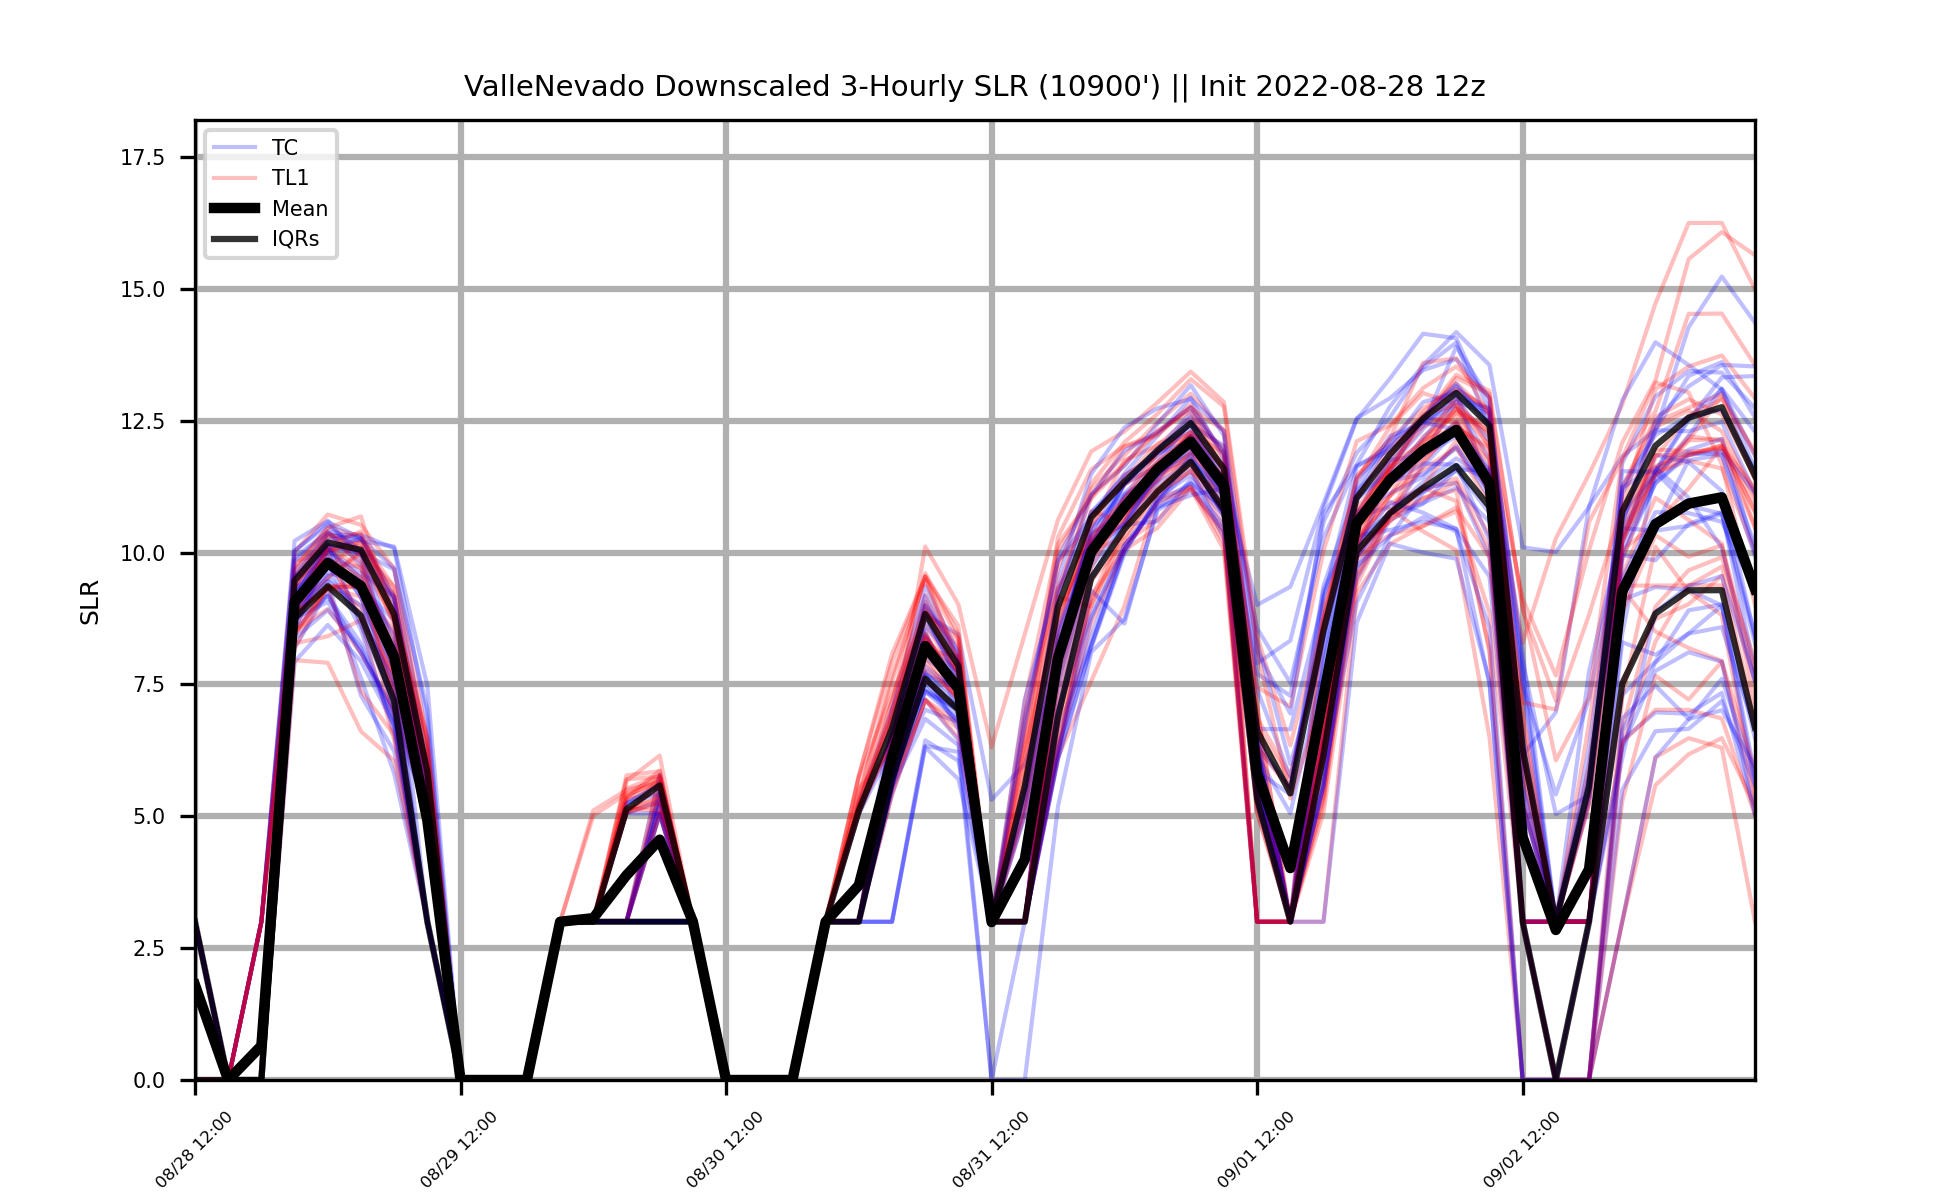 ValleNevado Downscaled 3-Hourly SLR (10900') || Init 2022-08-28 12z
TC
TL1
Mean
IQRs
17.5
15.0
12.5
10.0
7.5
5.0
2.5
0.0
SLR
08/28 12:00
08/29 12:00
08/30 12:00
08/31 12:00
09/01 12:00
09/02 12:00